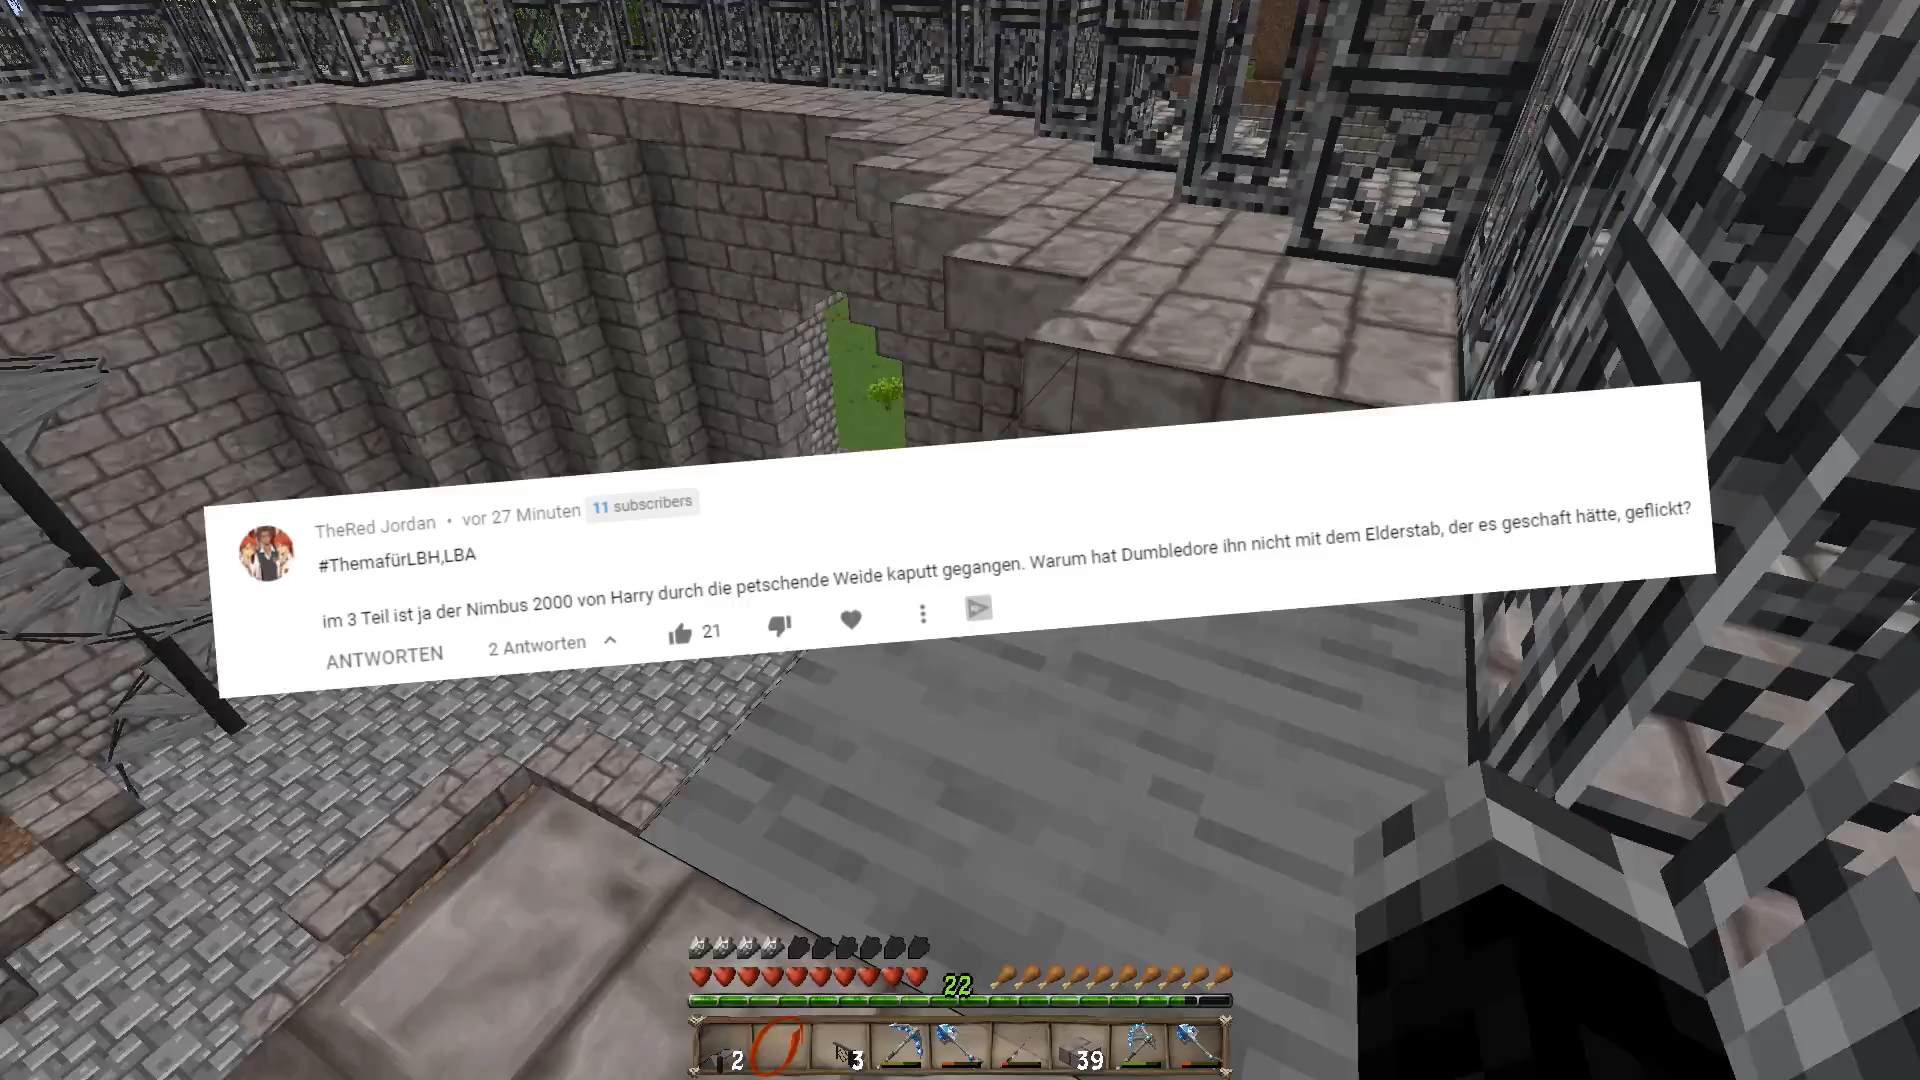 TheRed Jordan • vor 27 Minuten 11 subscribers
#ThemafürLBH,LBA
im 3 Teil ist ja der Nimbus 2000 von Harry durch die petschende Weide kaputt gegangen. Warum hat Dumbledore ihn nicht mit dem Elderstab, der es geschaft hätte, geflickt?
ANTWORTEN 2 Antworten 21
22
2 3 39